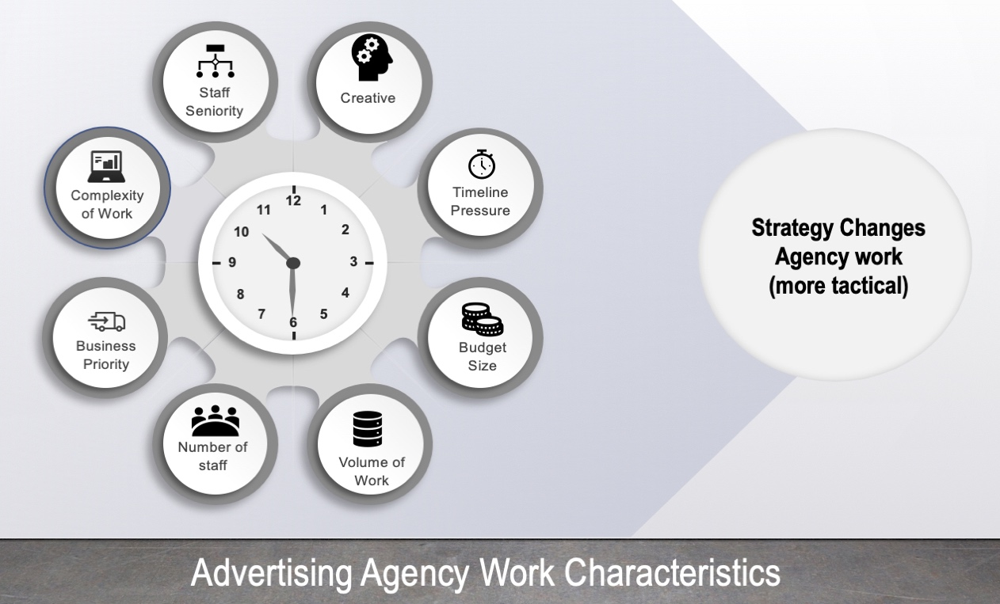 Staff
Seniority
Creative
Complexity
of Work
Timeline
Pressure
12
1
2
3
4
5
6
7
8
9
10
11
Business
Priority
Budget
Size
Number of
staff
Volume of
Work
Strategy Changes
Agency work
(more tactical)
Advertising Agency Work Characteristics